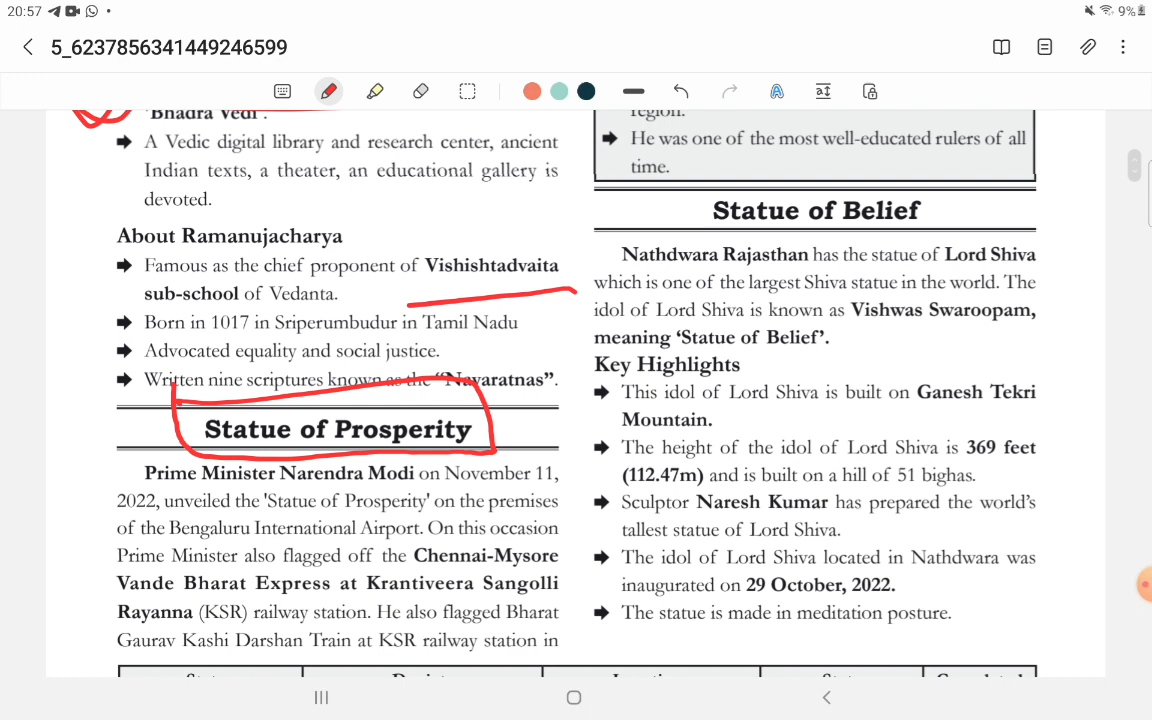 20:57
9%
5_6237856341449246599
'Bhadra Vedi'.
A Vedic digital library and research center, ancient
Indian texts, a theater, an educational gallery is
devoted.
About Ramanujacharya
Famous as the chief proponent of Vishishtadvaita
sub-school of Vedanta.
Born in 1017 in Sriperumbudur in Tamil Nadu
Advocated equality and social justice.
Written nine scriptures known as the "Navaratnas".
Statue of Prosperity
Prime Minister Narendra Modi on November 11,
2022, unveiled the 'Statue of Prosperity' on the premises
of the Bengaluru International Airport. On this occasion
Prime Minister also flagged off the Chennai-Mysore
Vande Bharat Express at Krantiveera Sangolli
Rayanna (KSR) railway station. He also flagged Bharat
Gaurav Kashi Darshan Train at KSR railway station in
region.
He was one of the most well-educated rulers of all
time.
Statue of Belief
Nathdwara Rajasthan has the statue of Lord Shiva
which is one of the largest Shiva statue in the world. The
idol of Lord Shiva is known as Vishwas Swaroopam,
meaning 'Statue of Belief'.
Key Highlights
This idol of Lord Shiva is built on Ganesh Tekri
Mountain.
The height of the idol of Lord Shiva is 369 feet
(112.47m) and is built on a hill of 51 bighas.
Sculptor Naresh Kumar has prepared the world's
tallest statue of Lord Shiva.
The idol of Lord Shiva located in Nathdwara was
inaugurated on 29 October, 2022.
The statue is made in meditation posture.